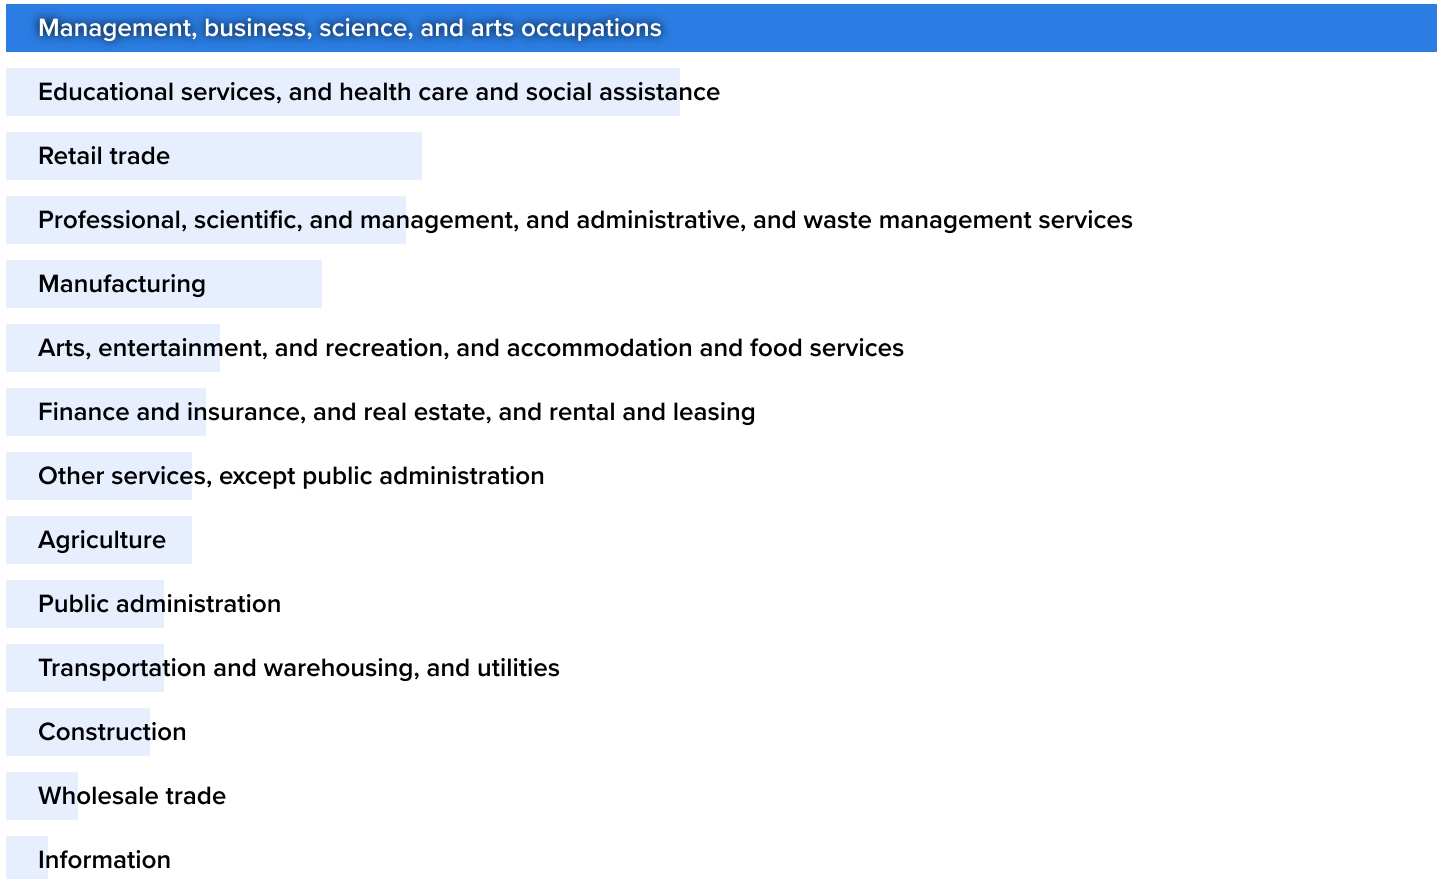 Management, business, science, and arts occupations
Educational services, and health care and social assistance
Retail trade
Professional, scientific, and management, and administrative, and waste management services
Manufacturing
Arts, entertainment, and recreation, and accommodation and food services
Finance and insurance, and real estate, and rental and leasing
Other services, except public administration
Agriculture
Public administration
Transportation and warehousing, and utilities
Construction
Wholesale trade
Information